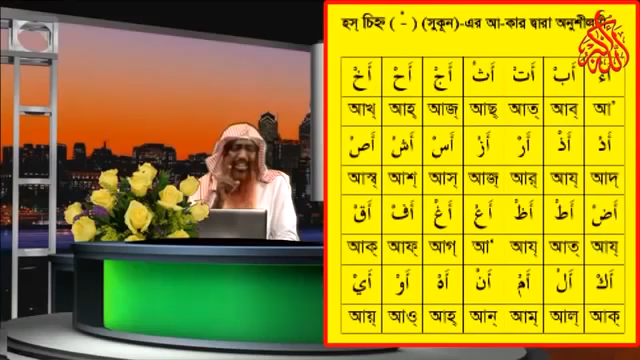 হস্ চিহ্ন ( ـْ ) (সুকূন)-এর আ-কার দ্বারা অনুশীলনী
أَءْ أَبْ أَتْ أَثْ أَجْ أَحْ أَخْ
আখ্ আহ্ আজ্ আছ্ আত্ আব্ আ'
أَدْ أَذْ أَرْ أَزْ أَسْ أَشْ أَصْ
আস্ব আশ্ আস্ আজ্ আর্ আয্ আদ্
أَضْ أَطْ أَظْ أَعْ أَغْ أَفْ أَقْ
আক্ আফ্ আগ্ আ' আয্ আত্ আয্
أَكْ أَلْ أَمْ أَنْ أَهْ أَوْ أَيْ
আয়্ আও্ আহ্ আন্ আম্ আল্ আক্